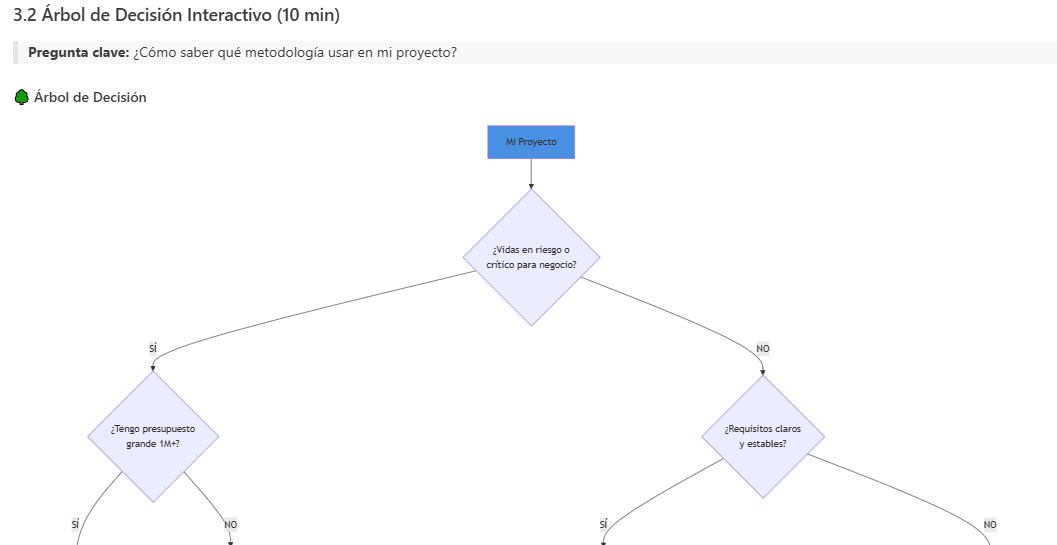 3.2 Árbol de Decisión Interactivo (10 min)
Pregunta clave: ¿Cómo saber qué metodología usar en mi proyecto?
Árbol de Decisión
Mi Proyecto
¿Vidas en riesgo o
crítico para negocio?
SÍ
NO
¿Tengo presupuesto
grande 1M+?
¿Requisitos claros
y estables?
SÍ
NO
SÍ
NO